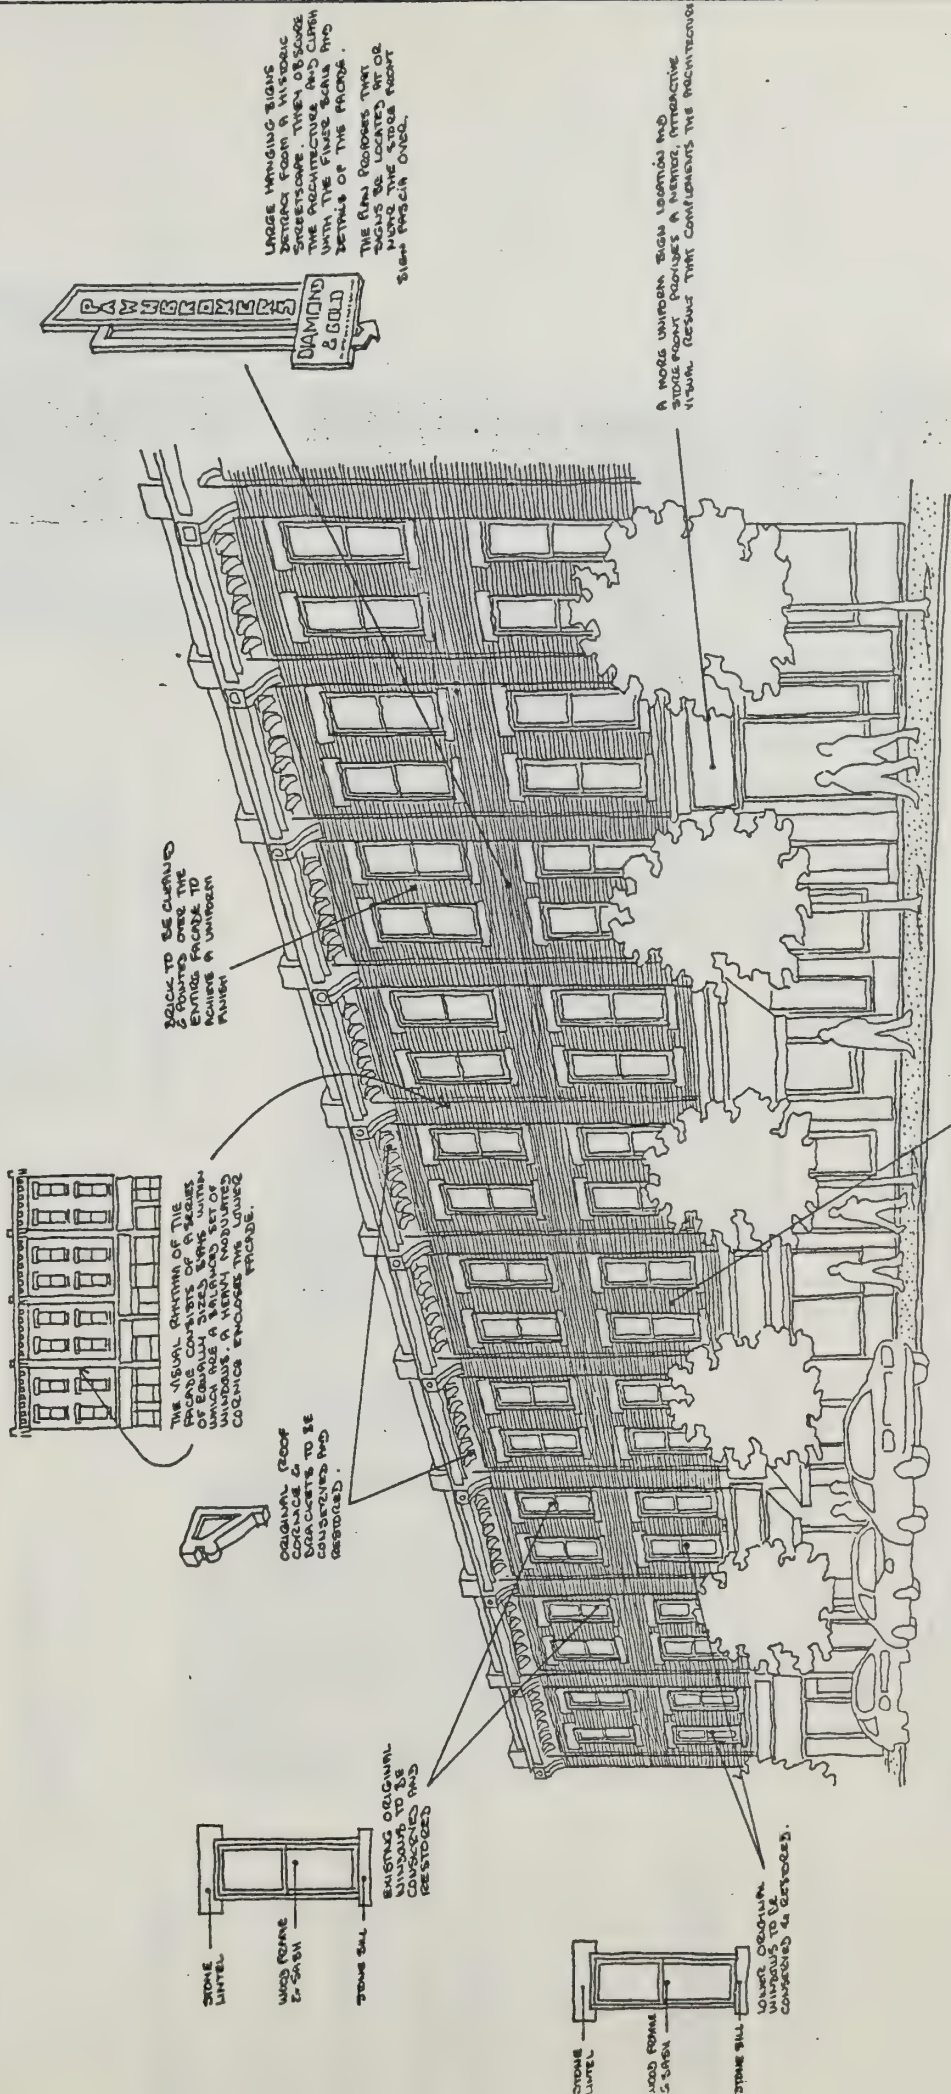 STONE
LINTEL
WOOD FRAME
& SASH
STONE SILL
EXISTING ORIGINAL
WINDOWS TO BE
CONSERVED AND
RESTORED
STONE
LINTEL
WOOD FRAME
& SASH
STONE SILL
LOWER ORIGINAL
WINDOWS TO BE
CONSERVED & RESTORED.
ORIGINAL ROOF
CORNICE &
BRACKETS TO BE
CONSERVED AND
RESTORED.
THE VISUAL RHYTHM OF THE
FACADE CONSISTS OF A SERIES
OF EQUALLY SIZED BAYS WITHIN
WHICH ARE A BALANCED SET OF
WINDOWS. A HEAVY MODULATED
CORNICE ENCLOSES THE LOWER
FACADE.
BRICK TO BE CLEANED
& POINTED OVER THE
ENTIRE FACADE TO
ACHIEVE A UNIFORM
FINISH
PAWNBROKERS
DIAMOND
& GOLD
LARGE HANGING SIGNS
DETRACT FROM A HISTORIC
STREETSCAPE. THEY OBSCURE
THE ARCHITECTURE AND CLASH
WITH THE FINER SCALE AND
DETAILS OF THE FACADE.
THE PLAN PROPOSES THAT
SIGNS BE LOCATED AT OR
NEAR THE STORE FRONT
SIGN FASCIA OVER.
A MORE UNIFORM SIGN LOCATION AND
STOREFRONT PROVIDES A NEATER, ATTRACTIVE
VISUAL RESULT THAT COMPLEMENTS THE ARCHITECTURE